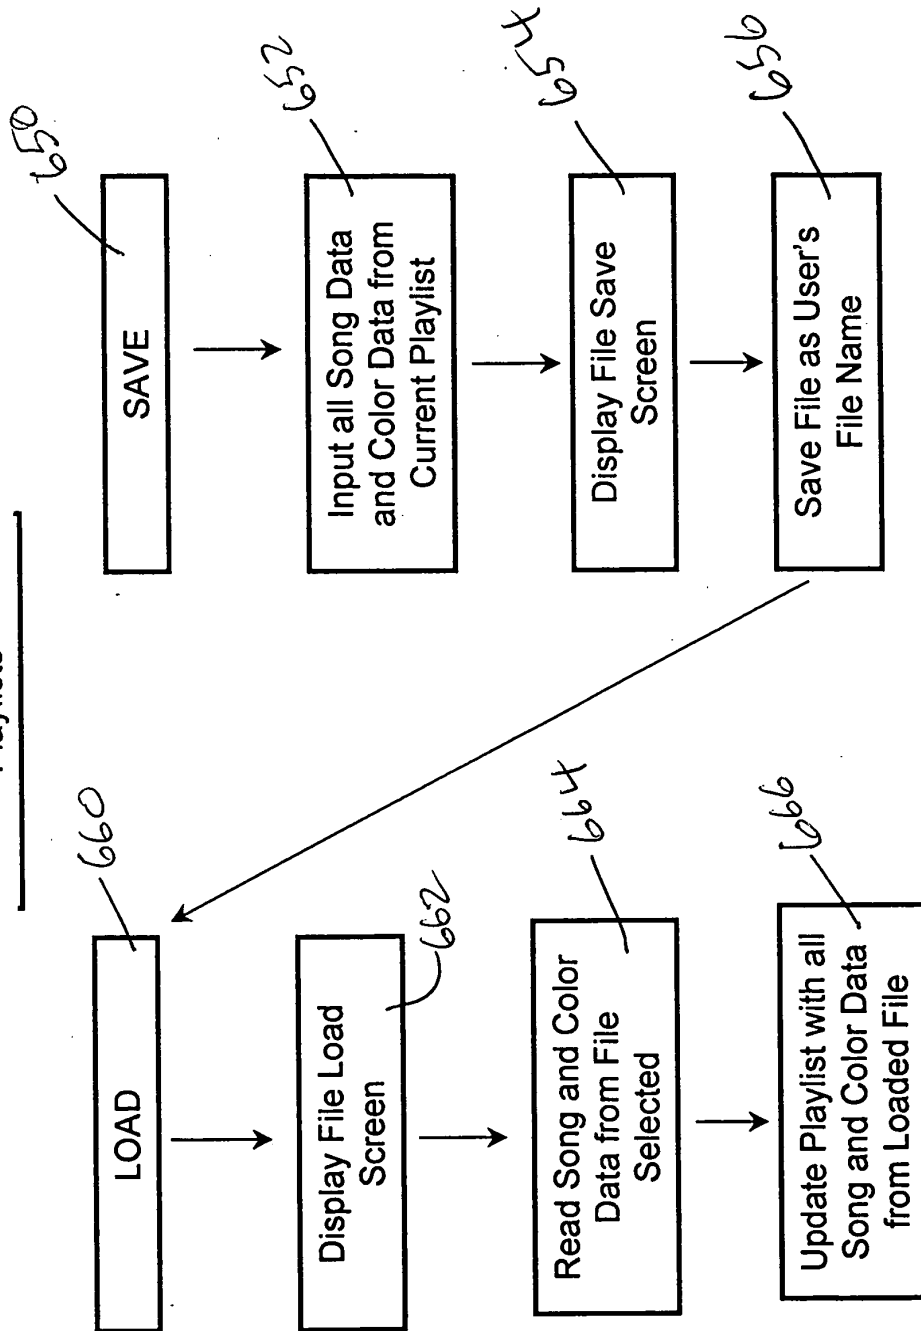 Playlists
660
LOAD
662
Display File Load
Screen
664
Read Song and Color
Data from File
Selected
666
Update Playlist with all
Song and Color Data
from Loaded File
650
SAVE
652
Input all Song Data
and Color Data from
Current Playlist
654
Display File Save
Screen
656
Save File as User's
File Name